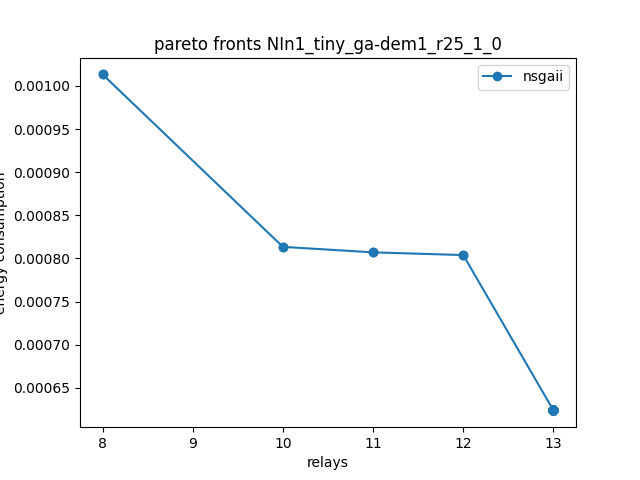 pareto fronts NIn1_tiny_ga-dem1_r25_1_0
nsgaii
0.00100
0.00095
0.00090
0.00085
0.00080
0.00075
0.00070
0.00065
energy consumption
8 9 10 11 12 13
relays